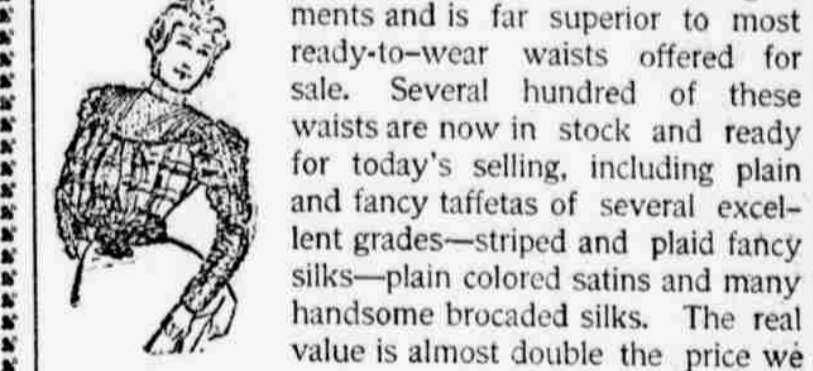 ments and is far superior to most
ready-to-wear waists offered for
sale. Several hundred of these
waists are now in stock and ready
for today's selling, including plain
and fancy taffetas of several excel-
lent grades—striped and plaid fancy
silks—plain colored satins and many
handsome brocaded silks. The real
value is almost double the price we